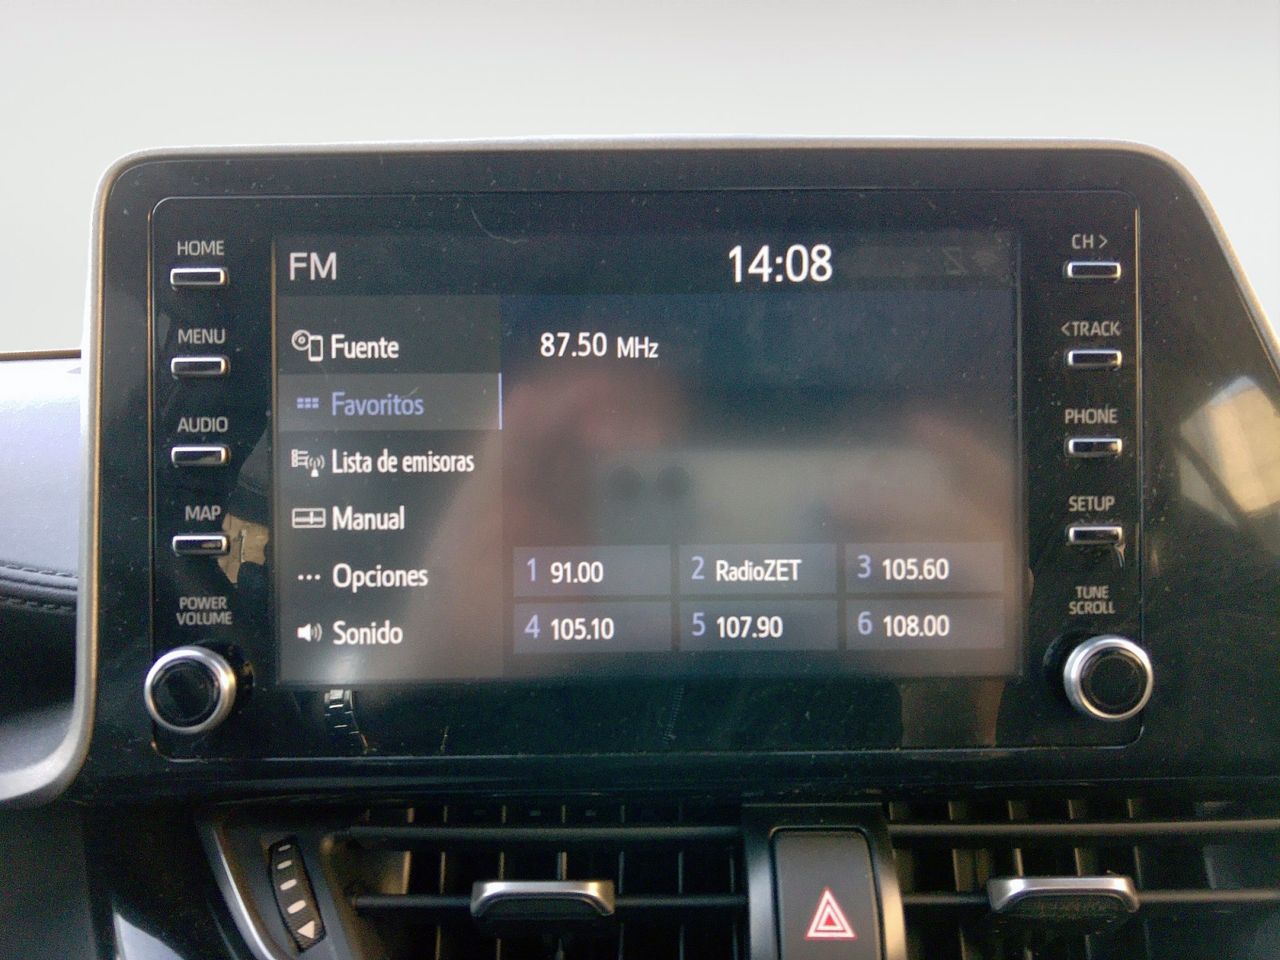 HOME
MENU
AUDIO
MAP
POWER
VOLUME
FM
14:08
Fuente
Favoritos
Lista de emisoras
Manual
Opciones
Sonido
87.50 MHz
1 91.00
2 RadioZET
3 105.60
4 105.10
5 107.90
6 108.00
CH >
<TRACK
PHONE
SETUP
TUNE
SCROLL